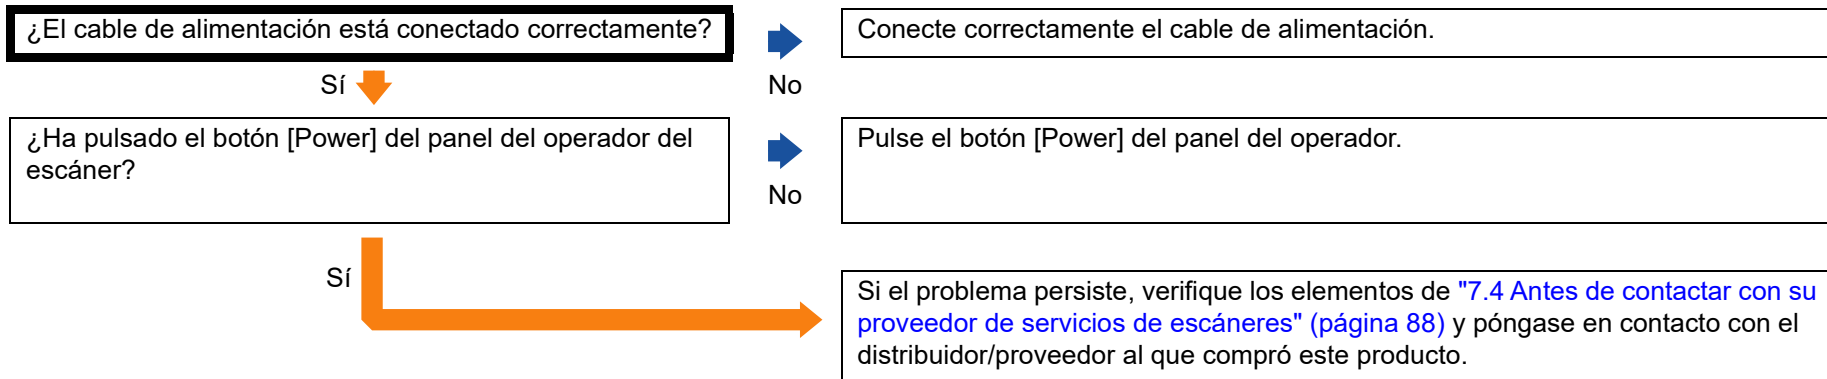 ¿El cable de alimentación está conectado correctamente?
Conecte correctamente el cable de alimentación.
Sí
No
¿Ha pulsado el botón [Power] del panel del operador del
escáner?
Pulse el botón [Power] del panel del operador.
No
Sí
Si el problema persiste, verifique los elementos de "7.4 Antes de contactar con su
proveedor de servicios de escáneres" (página 88) y póngase en contacto con el
distribuidor/proveedor al que compró este producto.